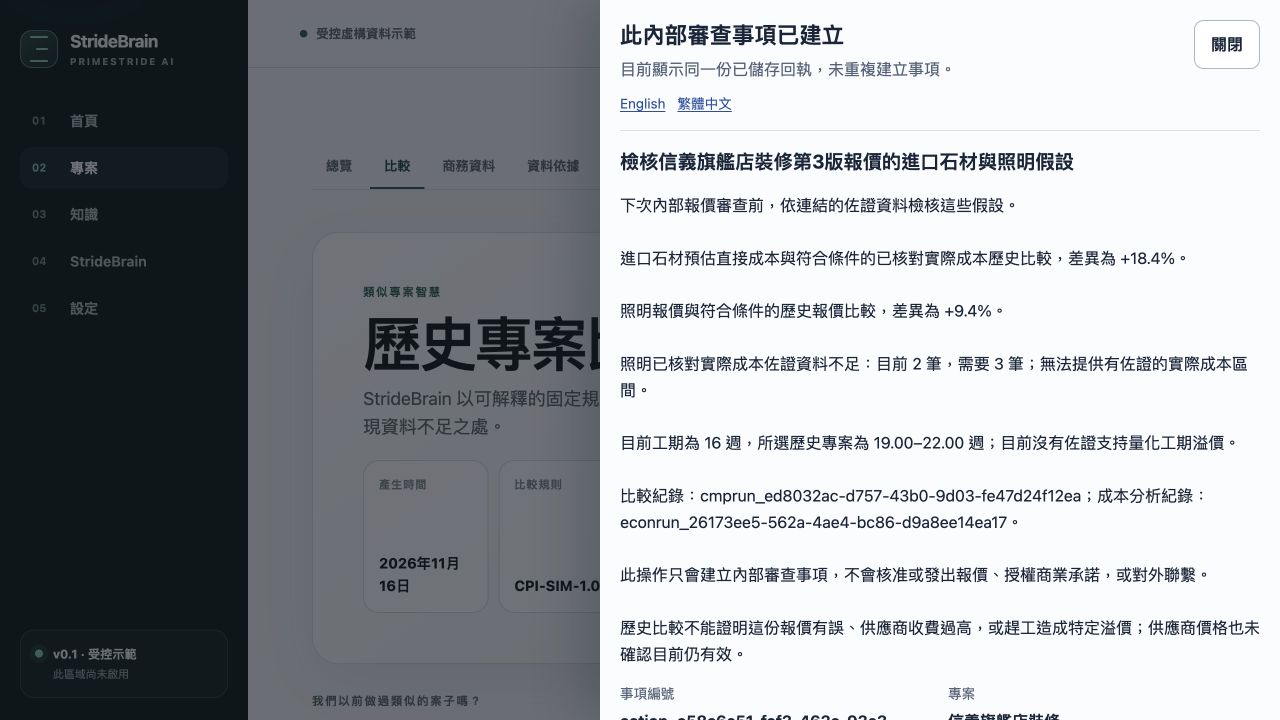 StrideBrain
PRIMESTRIDE AI
01 首頁
02 專案
03 知識
04 StrideBrain
05 設定
v0.1 · 受控示範
此區域尚未啟用
受控虛構資料示範
總覽 比較 商務資料 資料依據
類似專案智慧
歷史專案
StrideBrain 以可解釋的固定規
現資料不足之處。
產生時間
2026年11月
16日
比較規則
CPI-SIM-1.0
我們以前做過類似的案子嗎？
此內部審查事項已建立
關閉
目前顯示同一份已儲存回執，未重複建立事項。
English 繁體中文
檢核信義旗艦店裝修第3版報價的進口石材與照明假設
下次內部報價審查前，依連結的佐證資料檢核這些假設。
進口石材預估直接成本與符合條件的已核對實際成本歷史比較，差異為 +18.4%。
照明報價與符合條件的歷史報價比較，差異為 +9.4%。
照明已核對實際成本佐證資料不足：目前 2 筆，需要 3 筆；無法提供有佐證的實際成本區
間。
目前工期為 16 週，所選歷史專案為 19.00–22.00 週；目前沒有佐證支持量化工期溢價。
比較紀錄：cmprun_ed8032ac-d757-43b0-9d03-fe47d24f12ea；成本分析紀錄：
econrun_26173ee5-562a-4ae4-bc86-d9a8ee14ea17。
此操作只會建立內部審查事項，不會核准或發出報價、授權商業承諾，或對外聯繫。
歷史比較不能證明這份報價有誤、供應商收費過高，或趕工造成特定溢價；供應商價格也未
確認目前仍有效。
事項編號 專案
信義旗艦店裝修